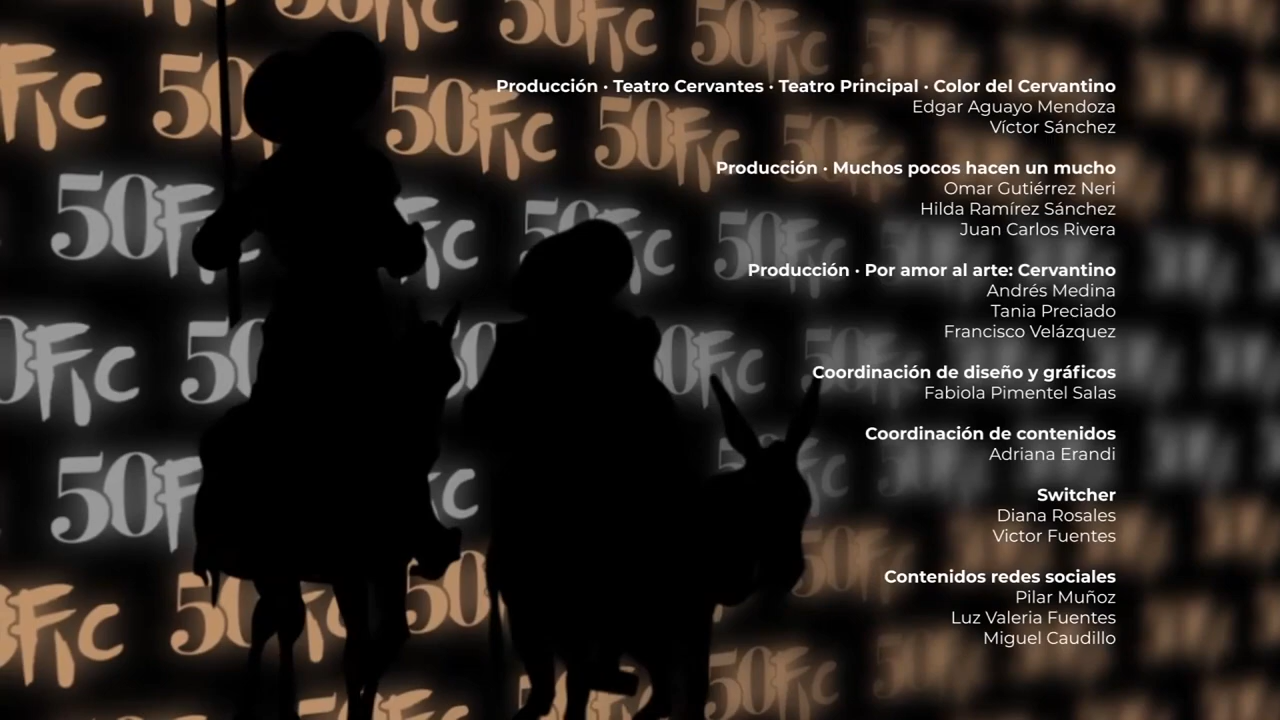 Producción · Teatro Cervantes · Teatro Principal · Color del Cervantino
Edgar Aguayo Mendoza
Víctor Sánchez
Producción · Muchos pocos hacen un mucho
Omar Gutiérrez Neri
Hilda Ramírez Sánchez
Juan Carlos Rivera
Producción · Por amor al arte: Cervantino
Andrés Medina
Tania Preciado
Francisco Velázquez
Coordinación de diseño y gráficos
Fabiola Pimentel Salas
Coordinación de contenidos
Adriana Erandi
Switcher
Diana Rosales
Victor Fuentes
Contenidos redes sociales
Pilar Muñoz
Luz Valeria Fuentes
Miguel Caudillo
50 Fic